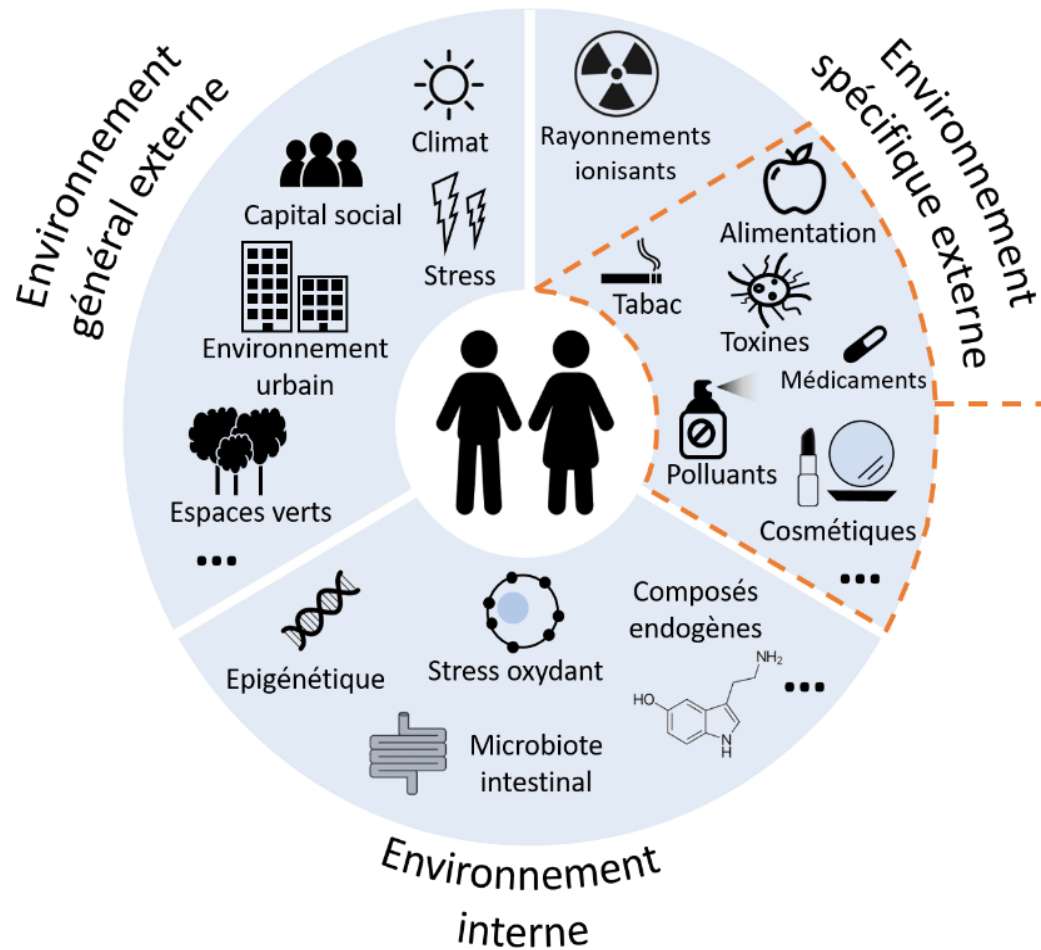 Environnement
général externe
Climat
Capital social
Stress
Environnement
urbain
Espaces verts
...
Environnement
spécifique externe
Rayonnements
ionisants
Alimentation
Tabac
Toxines
Médicaments
Polluants
Cosmétiques
...
Composés
endogènes
Epigénétique
Stress oxydant
NH2
HO
N
H
...
Microbiote
intestinal
Environnement
interne